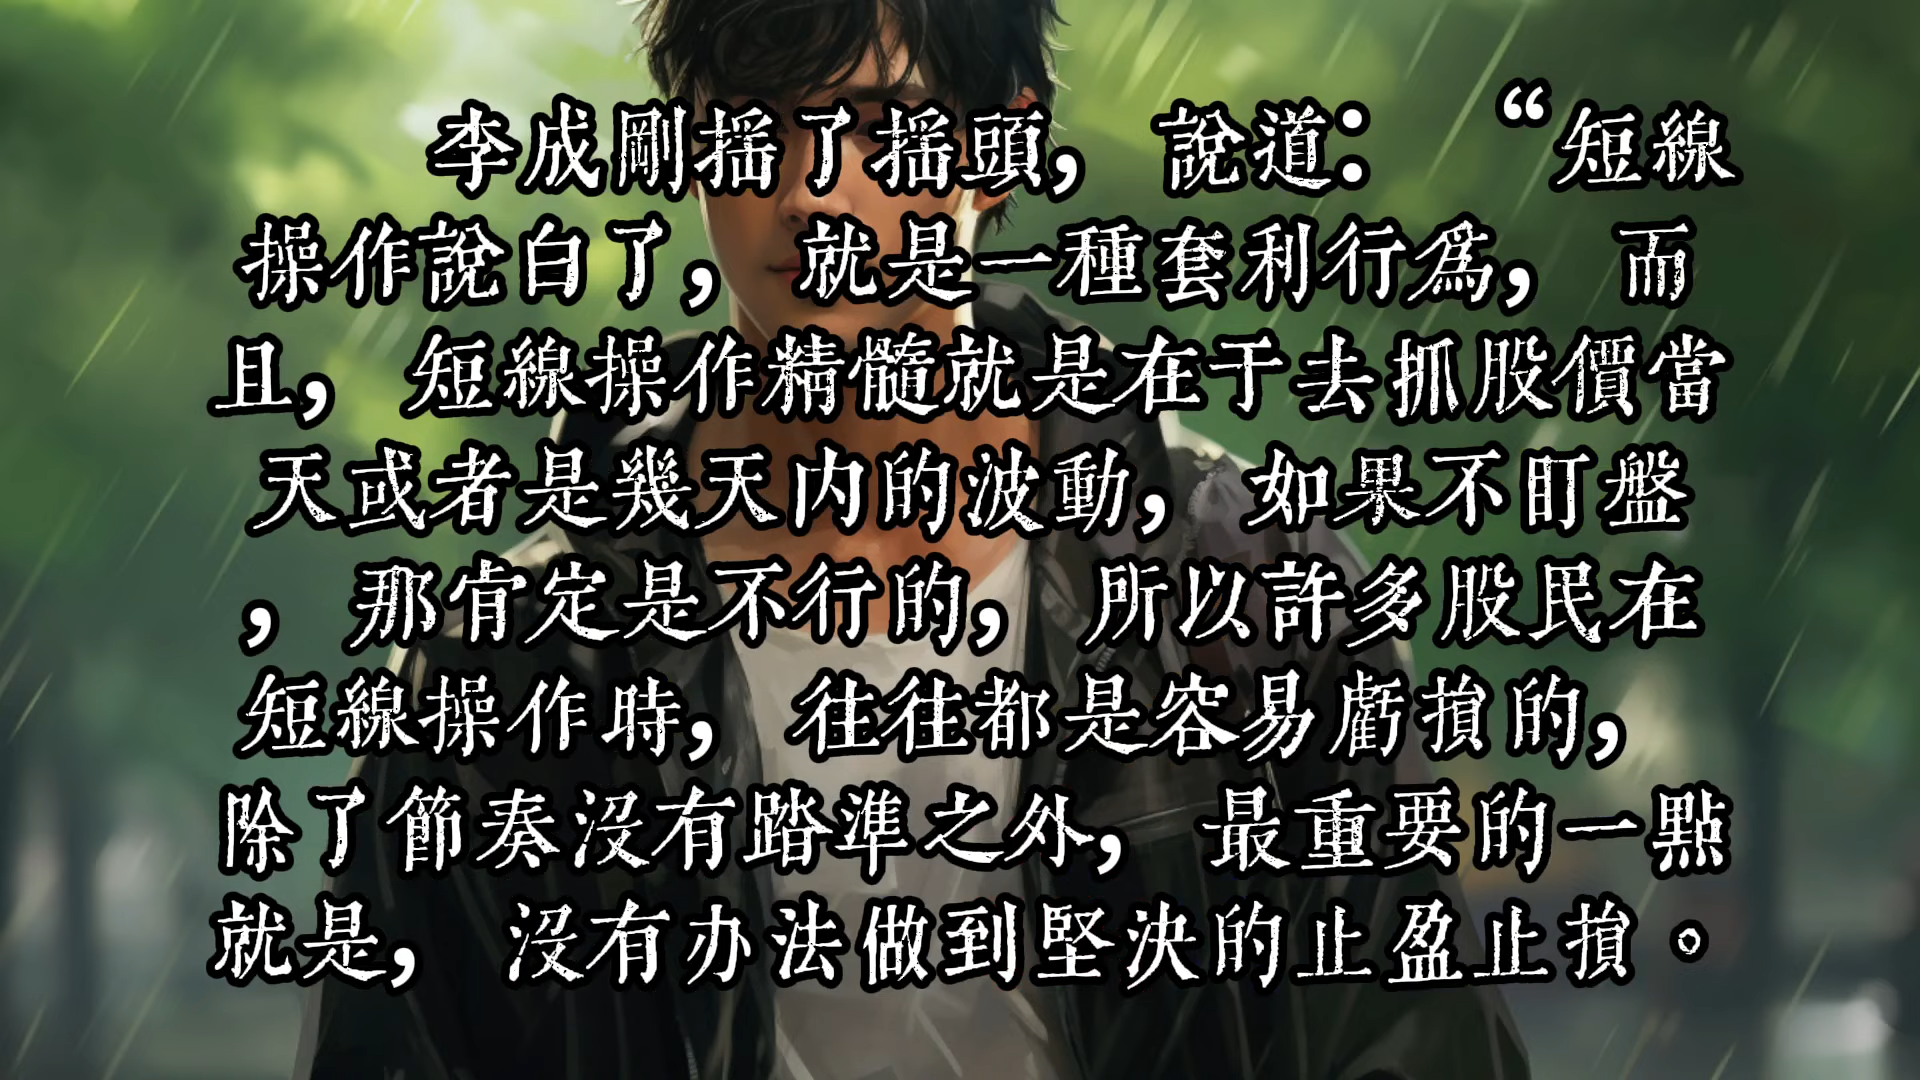 李成剛摇了摇頭，說道：“短線
操作說白了，就是一種套利行爲，而
且，短線操作精髓就是在于去抓股價當
天或者是幾天内的波動，如果不盯盤
，那肯定是不行的，所以許多股民在
短線操作時，往往都是容易虧損的，
除了節奏没有踏準之外，最重要的一點
就是，没有办法做到堅决的止盈止損。